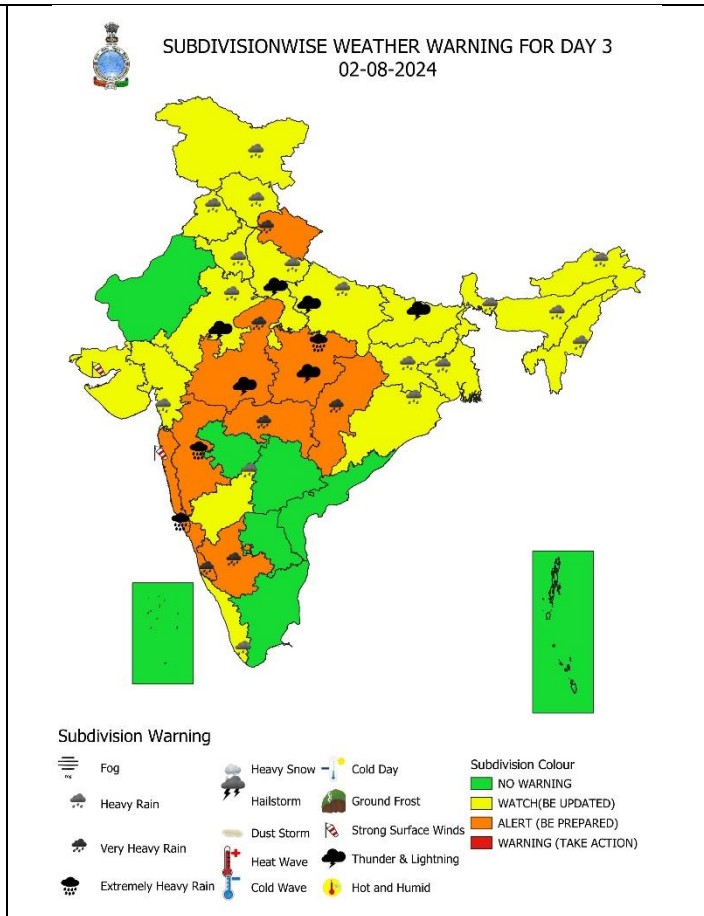 SUBDIVISIONWISE WEATHER WARNING FOR DAY 3
02-08-2024
Subdivision Warning
Fog
Heavy Rain
Very Heavy Rain
Extremely Heavy Rain
Heavy Snow
Hailstorm
Dust Storm
Heat Wave
Cold Wave
Cold Day
Ground Frost
Strong Surface Winds
Thunder & Lightning
Hot and Humid
Subdivision Colour
NO WARNING
WATCH(BE UPDATED)
ALERT (BE PREPARED)
WARNING (TAKE ACTION)